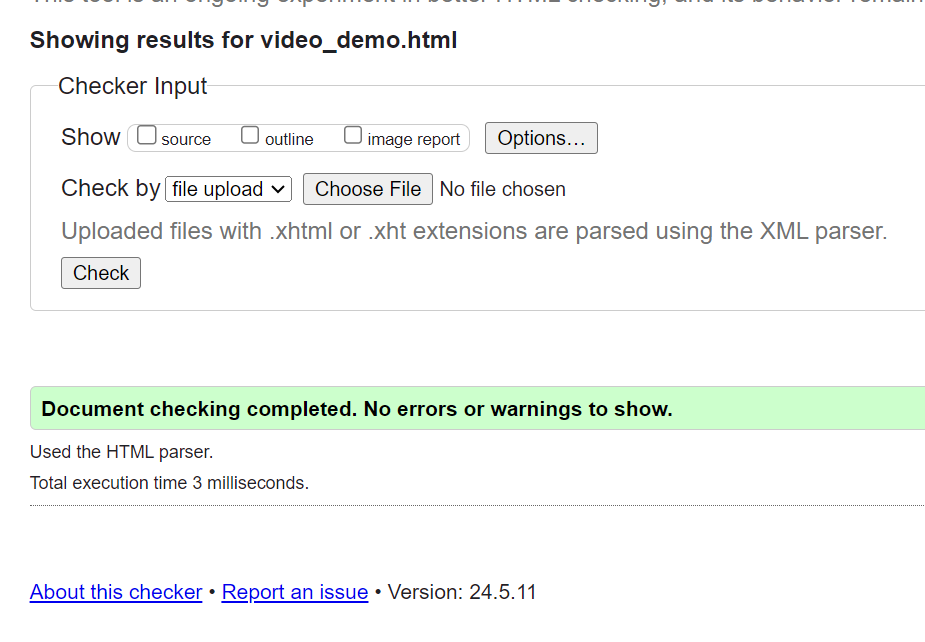 This tool is an ongoing experiment in better HTML checking, and its behavior remain
Showing results for video_demo.html
Checker Input
Show source outline image report Options…
Check by file upload Choose File No file chosen
Uploaded files with .xhtml or .xht extensions are parsed using the XML parser.
Check
Document checking completed. No errors or warnings to show.
Used the HTML parser.
Total execution time 3 milliseconds.
About this checker • Report an issue • Version: 24.5.11